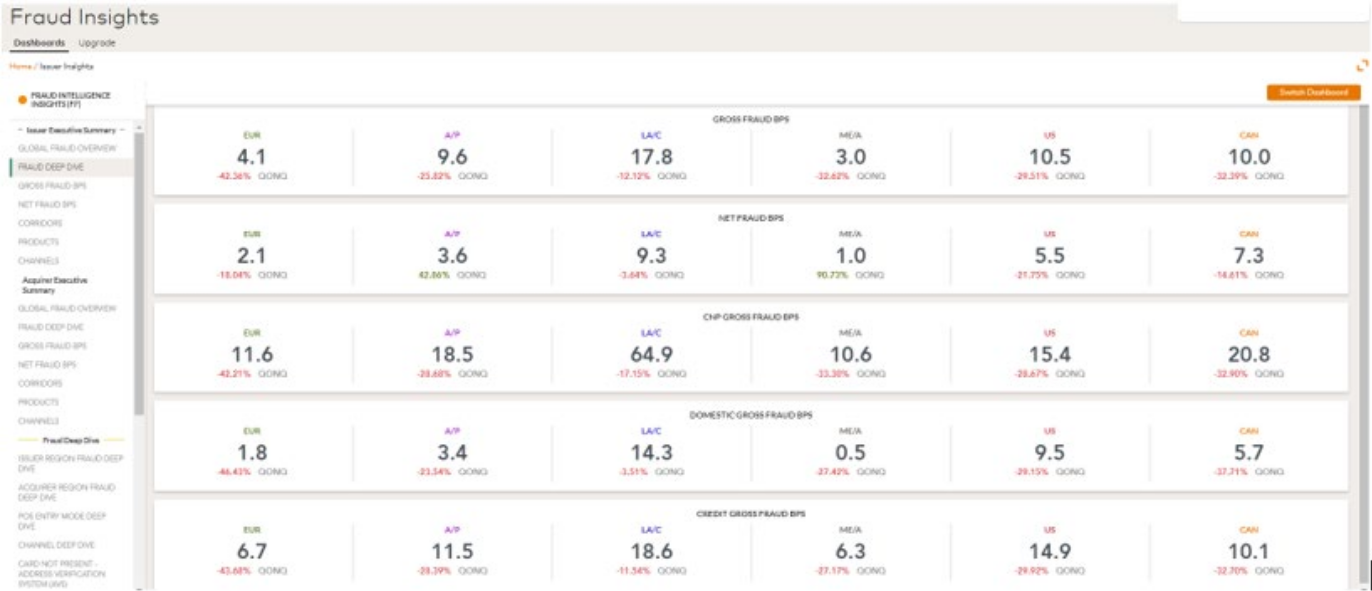 Fraud Insights
Dashboards Upgrade
Home / Issuer Insights
FRAUD INTELLIGENCE
INSIGHTS (FF)
Switch Dashboard
– Issuer Executive Summary –
GLOBAL FRAUD OVERVIEW
FRAUD DEEP DIVE
GROSS FRAUD BPS
NET FRAUD BPS
CORRIDORS
PRODUCTS
CHANNELS
Acquirer Executive
Summary
GLOBAL FRAUD OVERVIEW
FRAUD DEEP DIVE
GROSS FRAUD BPS
NET FRAUD BPS
CORRIDORS
PRODUCTS
CHANNELS
Fraud Deep Dive
ISSUER REGION FRAUD DEEP
DIVE
ACQUIRER REGION FRAUD
DEEP DIVE
POS ENTRY MODE DEEP
DIVE
CHANNEL DEEP DIVE
CARD NOT PRESENT -
ADDRESS VERIFICATION
SYSTEM (AVS)
GROSS FRAUD BPS
EUR A/P LA/C ME/A US CAN
4.1 9.6 17.8 3.0 10.5 10.0
-42.36% QONQ -25.82% QONQ -12.12% QONQ -32.62% QONQ -29.51% QONQ -32.39% QONQ
NET FRAUD BPS
EUR A/P LA/C ME/A US CAN
2.1 3.6 9.3 1.0 5.5 7.3
-18.04% QONQ 42.86% QONQ -3.64% QONQ 90.73% QONQ -21.75% QONQ -14.61% QONQ
CNP GROSS FRAUD BPS
EUR A/P LA/C ME/A US CAN
11.6 18.5 64.9 10.6 15.4 20.8
-42.21% QONQ -28.68% QONQ -17.15% QONQ -33.38% QONQ -28.67% QONQ -32.90% QONQ
DOMESTIC GROSS FRAUD BPS
EUR A/P LA/C ME/A US CAN
1.8 3.4 14.3 0.5 9.5 5.7
-46.43% QONQ -23.54% QONQ -3.51% QONQ -27.42% QONQ -29.15% QONQ -37.71% QONQ
CREDIT GROSS FRAUD BPS
EUR A/P LA/C ME/A US CAN
6.7 11.5 18.6 6.3 14.9 10.1
-43.68% QONQ -28.39% QONQ -11.54% QONQ -27.17% QONQ -29.92% QONQ -32.70% QONQ